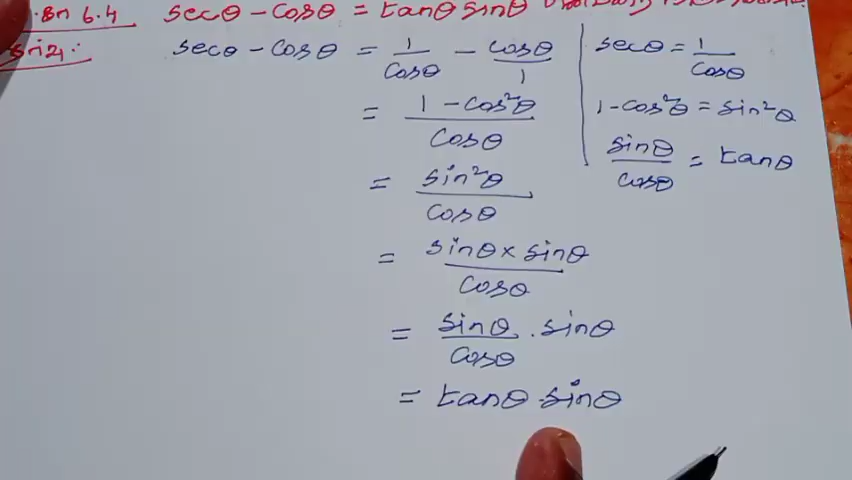 .கா 6.4 secθ - cosθ = tanθ sinθ
தீர்வு: secθ - cosθ = 1/cosθ - cosθ/1
= 1 - cos²θ / cosθ
= sin²θ / cosθ
= sinθ × sinθ / cosθ
= sinθ/cosθ . sinθ
= tanθ . sinθ
secθ = 1/cosθ
1 - cos²θ = sin²θ
sinθ/cosθ = tanθ